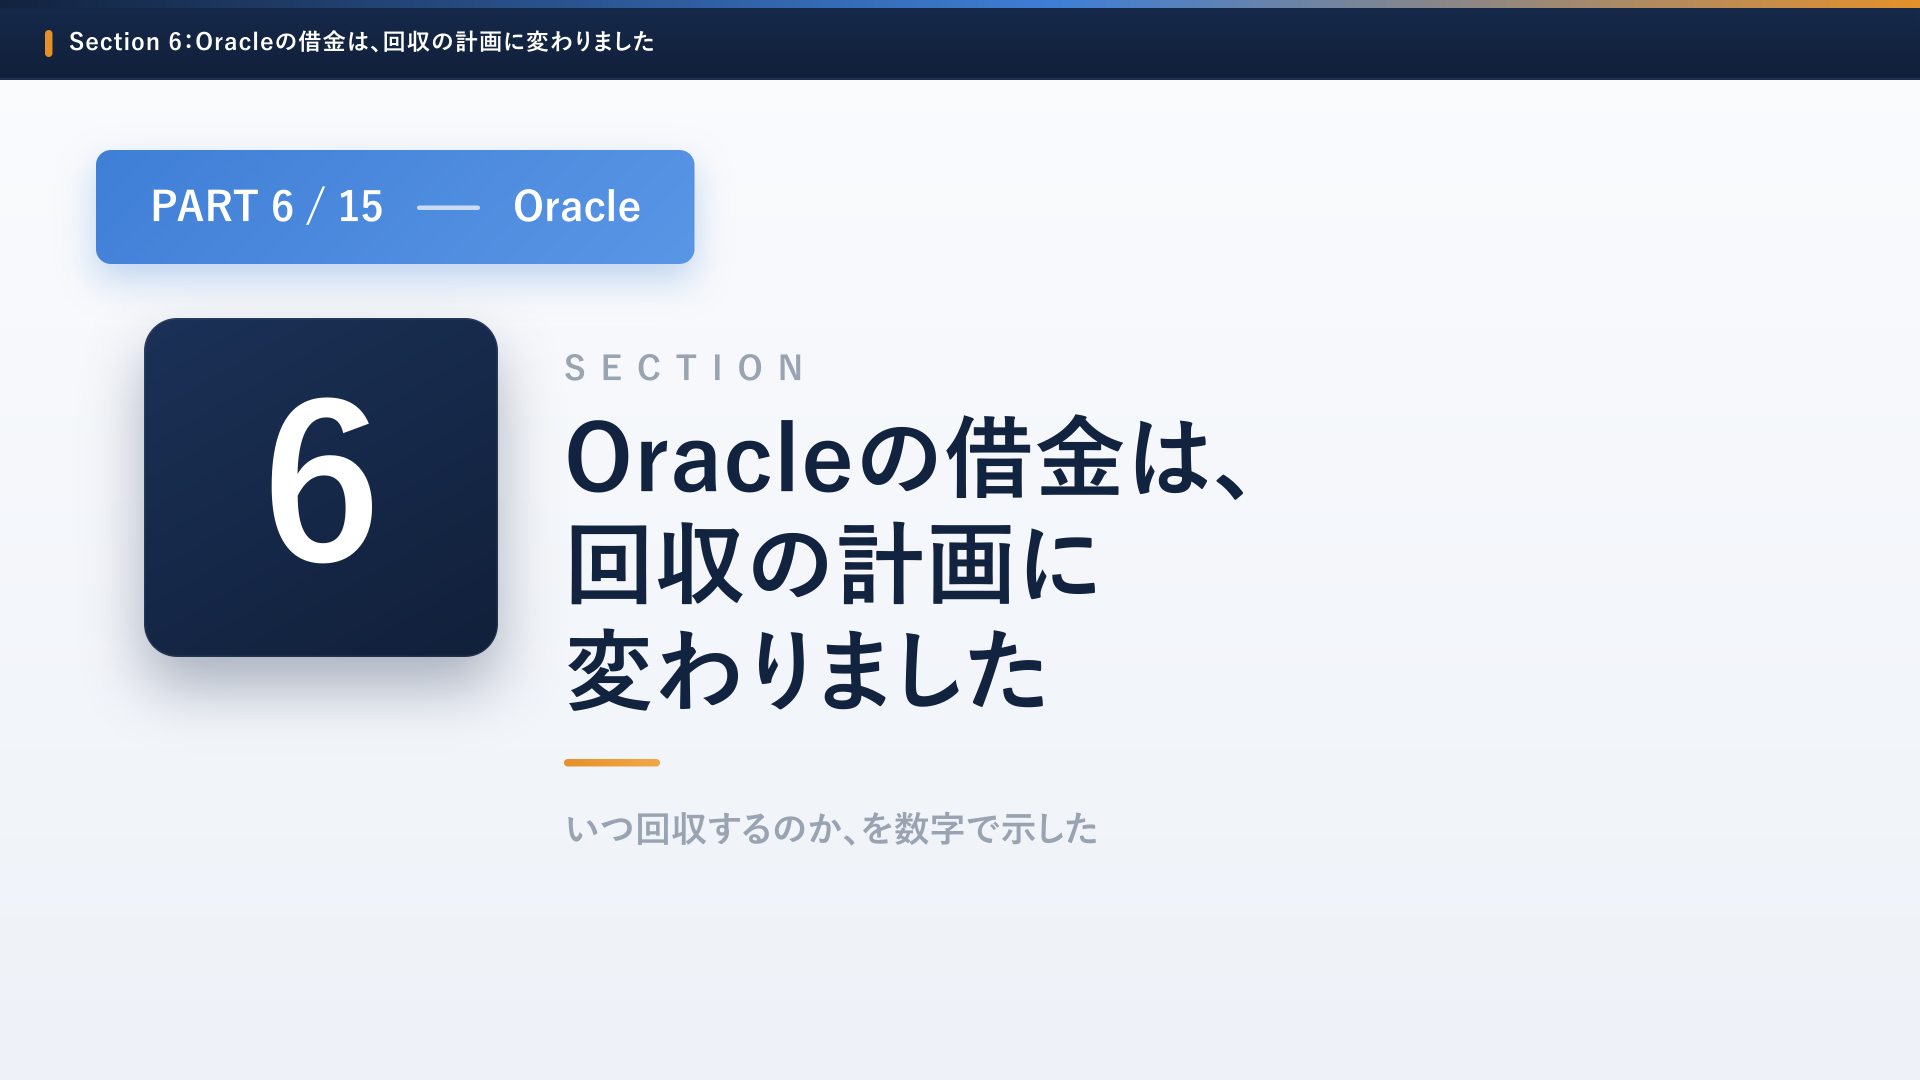 Section 6：Oracleの借金は、回収の計画に変わりました
PART 6 / 15 — Oracle
6
SECTION
Oracleの借金は、
回収の計画に
変わりました
いつ回収するのか、を数字で示した